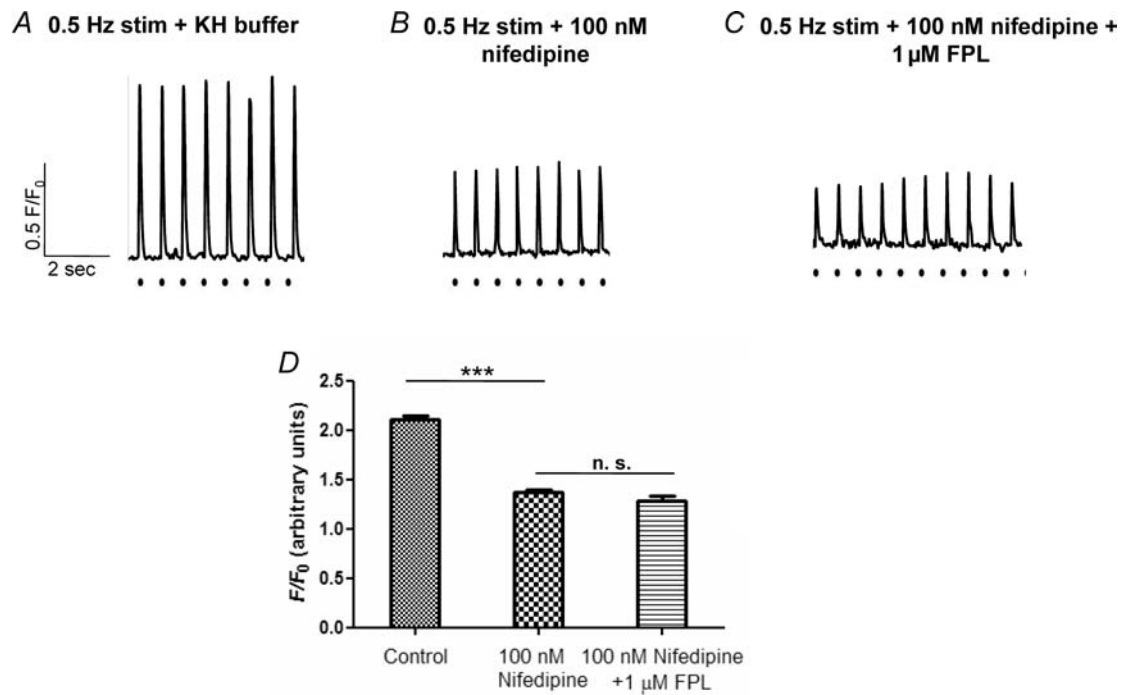 A 0.5 Hz stim + KH buffer
B 0.5 Hz stim + 100 nM
nifedipine
C 0.5 Hz stim + 100 nM nifedipine +
1 µM FPL
0.5 F/F0
2 sec
D
***
n. s.
F/F0 (arbitrary units)
2.5
2.0
1.5
1.0
0.5
0.0
Control
100 nM
Nifedipine
100 nM Nifedipine
+1 µM FPL